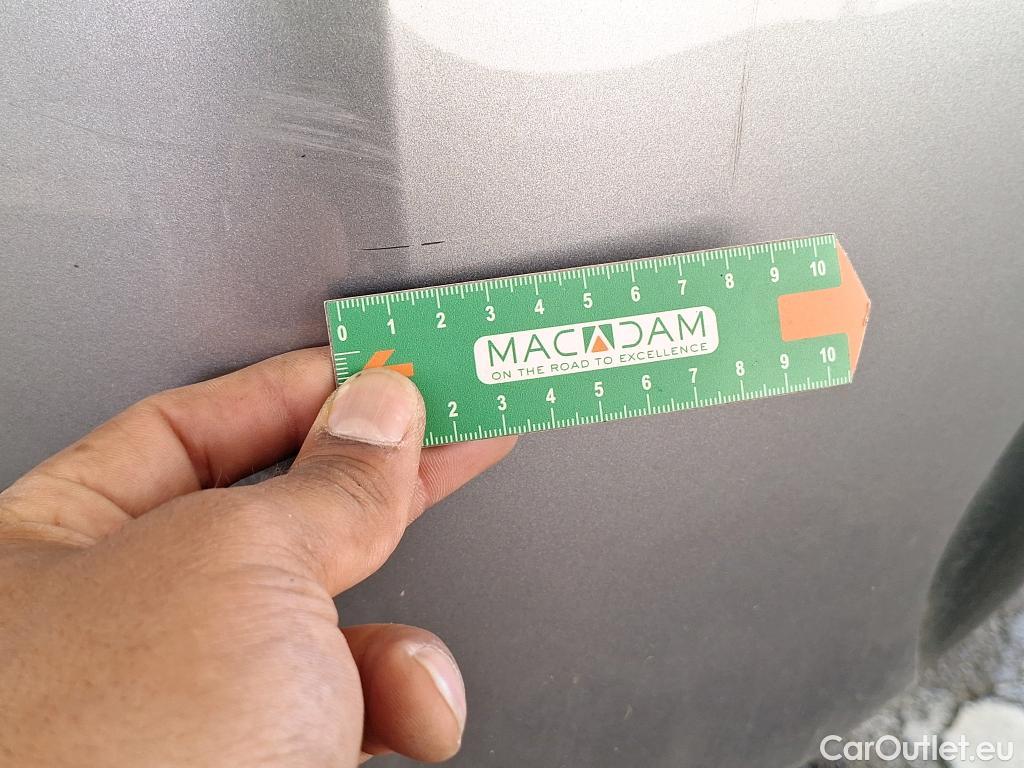 0 1 2 3 4 5 6 7 8 9 10
MACADAM
ON THE ROAD TO EXCELLENCE
2 3 4 5 6 7 8 9 10
CarOutlet.eu